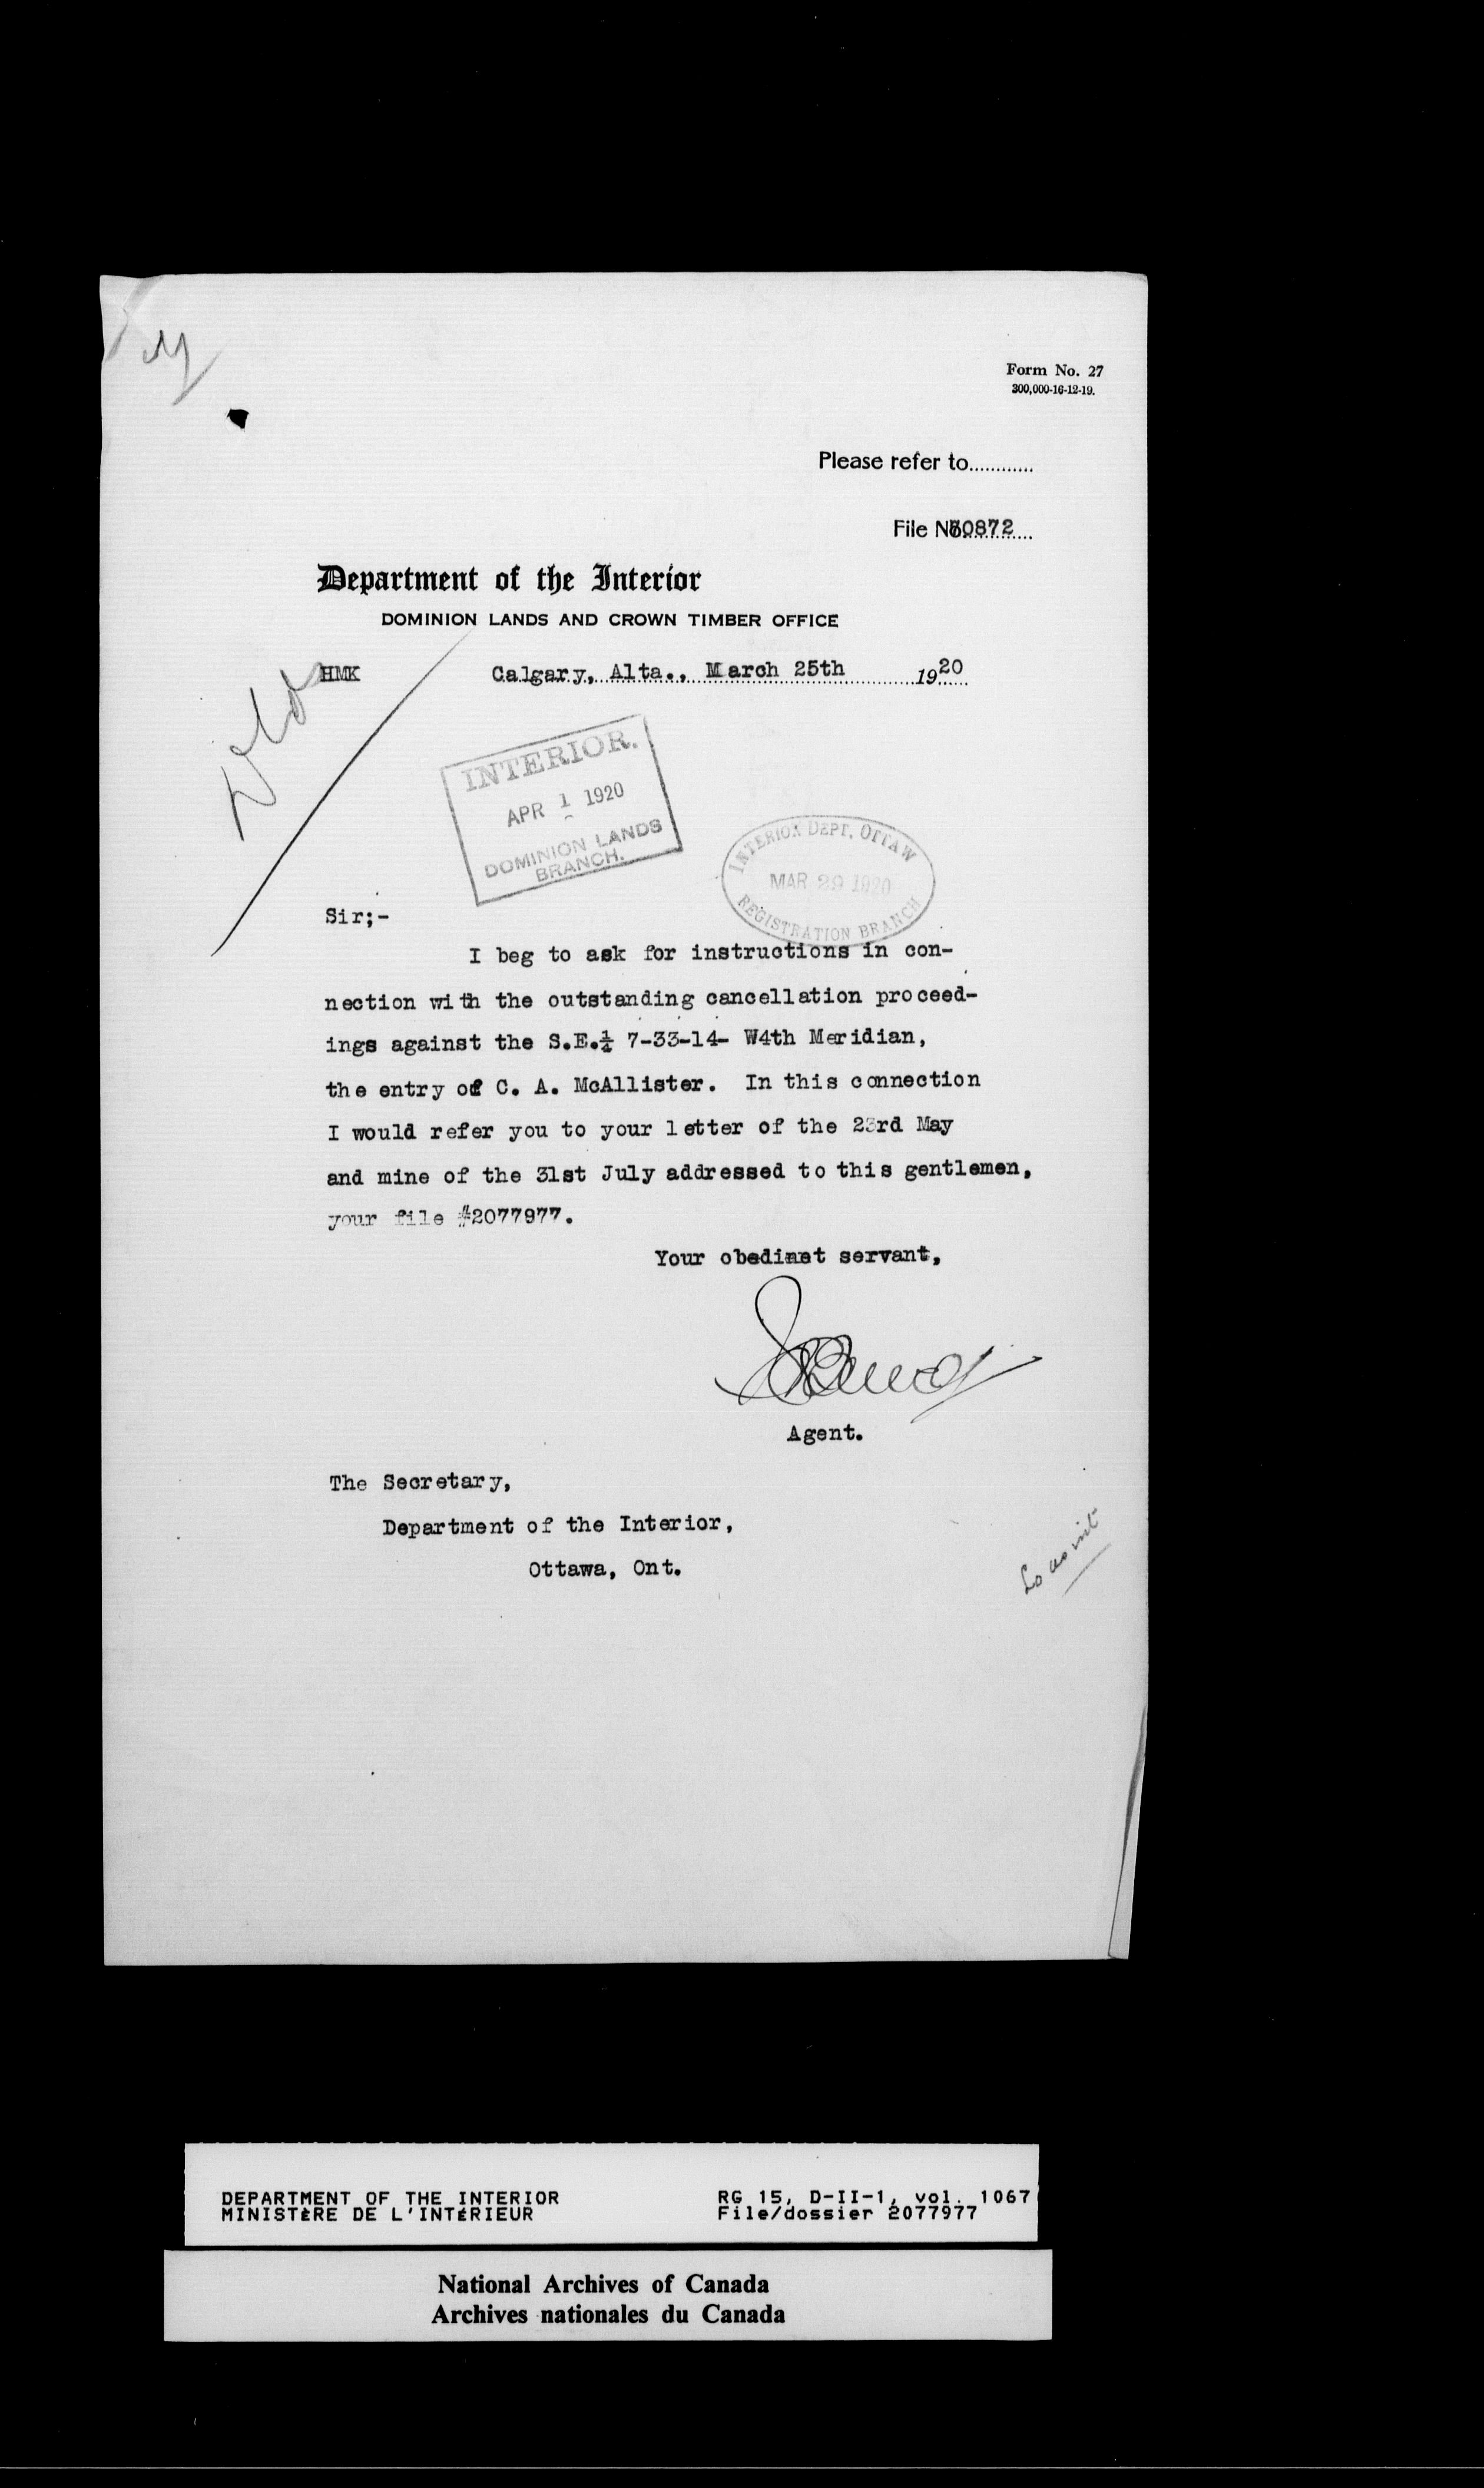 Form No. 27
300,000-16-12-19.
Please refer to............
File No 50872
Department of the Interior
DOMINION LANDS AND CROWN TIMBER OFFICE
HMK Calgary, Alta., March 25th 1920
INTERIOR.
APR 1 1920
DOMINION LANDS
BRANCH.
INTERIOR DEPT. OTTAW
MAR 29 1920
REGISTRATION BRANCH
Sir;-
I beg to ask for instructions in con-
nection with the outstanding cancellation proceed-
ings against the S.E.¼ 7-33-14- W4th Meridian,
the entry of C. A. McAllister. In this connection
I would refer you to your letter of the 23rd May
and mine of the 31st July addressed to this gentlemen,
your file #2077977.
Your obedinet servant,
Agent.
The Secretary,
Department of the Interior,
Ottawa, Ont.
DEPARTMENT OF THE INTERIOR
MINISTÈRE DE L'INTÉRIEUR
RG 15, D-II-1, vol. 1067
File/dossier 2077977
National Archives of Canada
Archives nationales du Canada